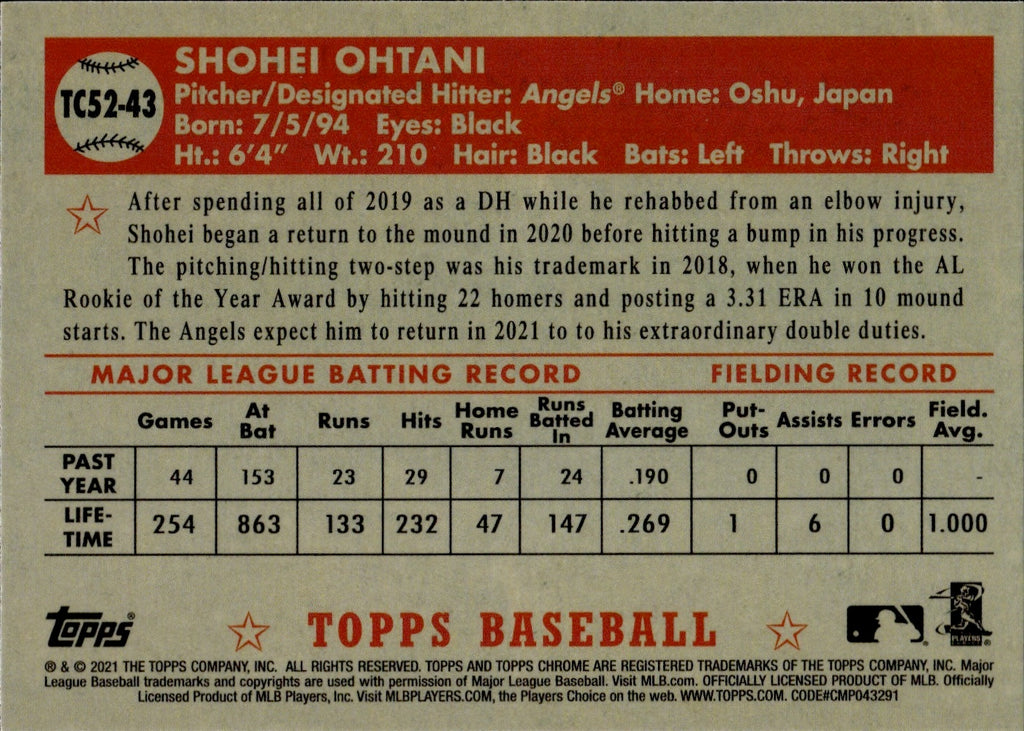 TC52-43
SHOHEI OHTANI
Pitcher/Designated Hitter: Angels® Home: Oshu, Japan
Born: 7/5/94 Eyes: Black
Ht.: 6'4" Wt.: 210 Hair: Black Bats: Left Throws: Right
After spending all of 2019 as a DH while he rehabbed from an elbow injury,
Shohei began a return to the mound in 2020 before hitting a bump in his progress.
The pitching/hitting two-step was his trademark in 2018, when he won the AL
Rookie of the Year Award by hitting 22 homers and posting a 3.31 ERA in 10 mound
starts. The Angels expect him to return in 2021 to to his extraordinary double duties.
MAJOR LEAGUE BATTING RECORD FIELDING RECORD
Games At Bat Runs Hits Home Runs Runs Batted In Batting Average Put-Outs Assists Errors Field. Avg.
PAST YEAR 44 153 23 29 7 24 .190 0 0 0 -
LIFE-TIME 254 863 133 232 47 147 .269 1 6 0 1.000
Topps® TOPPS BASEBALL PLAYERS
® & © 2021 THE TOPPS COMPANY, INC. ALL RIGHTS RESERVED. TOPPS AND TOPPS CHROME ARE REGISTERED TRADEMARKS OF THE TOPPS COMPANY, INC. Major
League Baseball trademarks and copyrights are used with permission of Major League Baseball. Visit MLB.com. OFFICIALLY LICENSED PRODUCT OF MLB. Officially
Licensed Product of MLB Players, Inc. Visit MLBPLAYERS.COM, the Players Choice on the web. WWW.TOPPS.COM. CODE#CMP043291